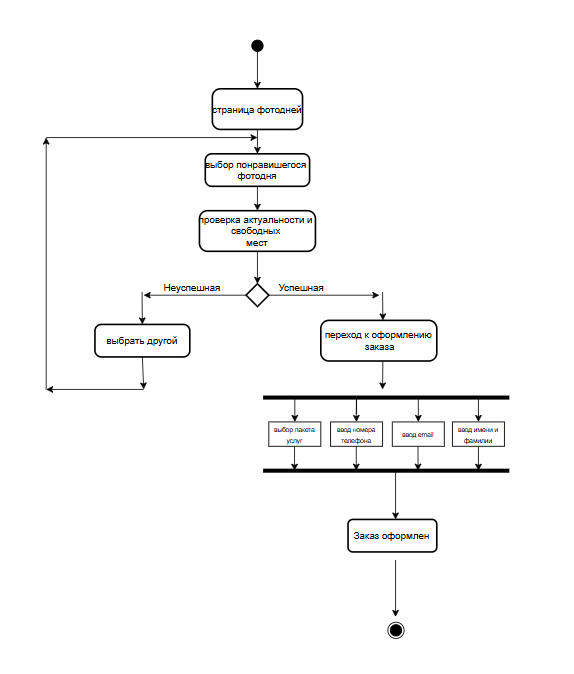 страница фотодней
выбор понравишегося
фотодня
проверка актуальности и
свободных
мест
Неуспешная
Успешная
выбрать другой
переход к оформлению
заказа
выбор пакета
услуг
ввод номера
телефона
ввод email
ввод имени и
фамилии
Заказ оформлен